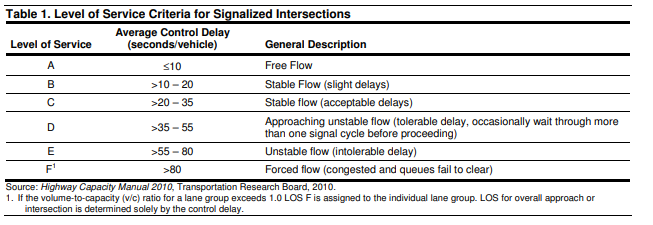 Table 1. Level of Service Criteria for Signalized Intersections
Level of Service Average Control Delay (seconds/vehicle) General Description
A ≤10 Free Flow
B >10 – 20 Stable Flow (slight delays)
C >20 – 35 Stable flow (acceptable delays)
D >35 – 55 Approaching unstable flow (tolerable delay, occasionally wait through more
than one signal cycle before proceeding)
E >55 – 80 Unstable flow (intolerable delay)
F¹ >80 Forced flow (congested and queues fail to clear)
Source: Highway Capacity Manual 2010, Transportation Research Board, 2010.
1. If the volume-to-capacity (v/c) ratio for a lane group exceeds 1.0 LOS F is assigned to the individual lane group. LOS for overall approach or
intersection is determined solely by the control delay.